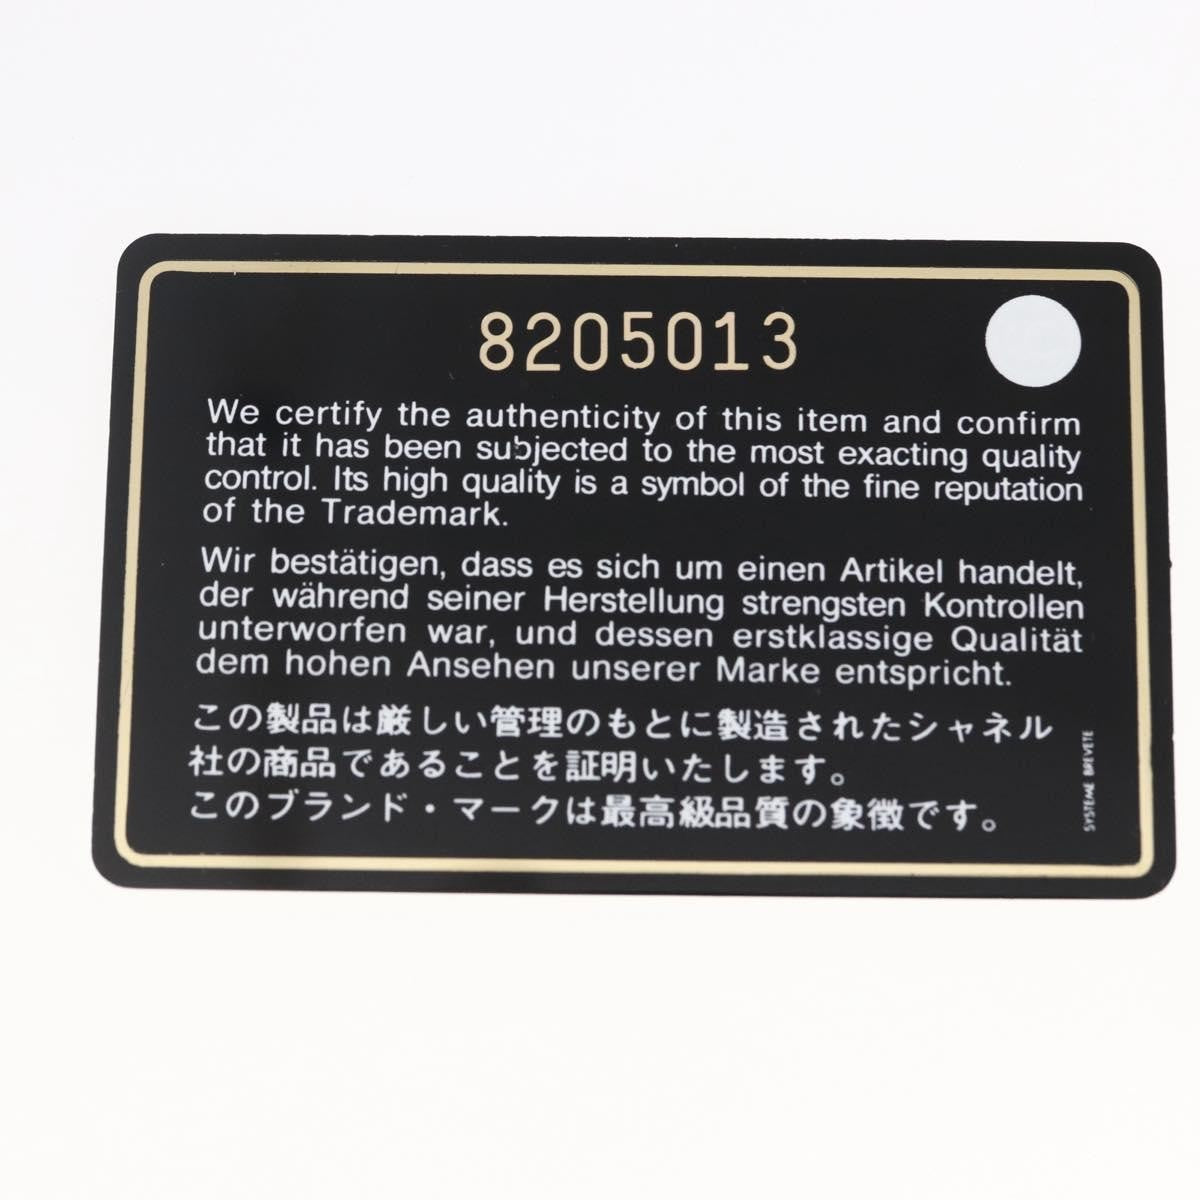 8205013
We certify the authenticity of this item and confirm
that it has been subjected to the most exacting quality
control. Its high quality is a symbol of the fine reputation
of the Trademark.
Wir bestätigen, dass es sich um einen Artikel handelt,
der während seiner Herstellung strengsten Kontrollen
unterworfen war, und dessen erstklassige Qualität
dem hohen Ansehen unserer Marke entspricht.
この製品は厳しい管理のもとに製造されたシャネル
社の商品であることを証明いたします。
このブランド・マークは最高級品質の象徴です。
SYSTEME BREVETE